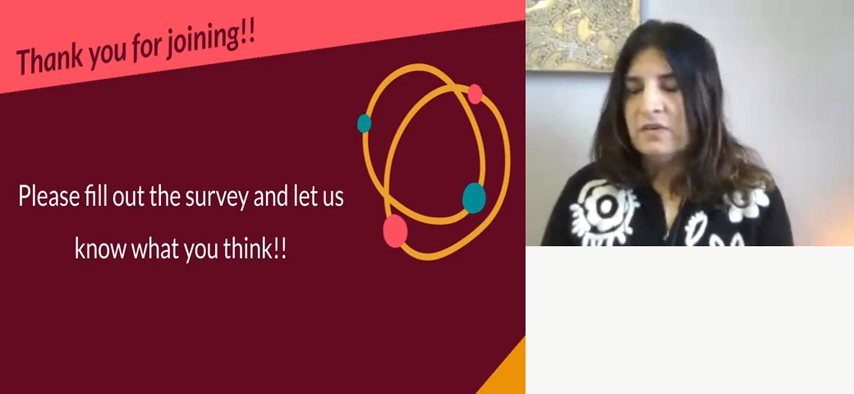 Thank you for joining!!
Please fill out the survey and let us
know what you think!!